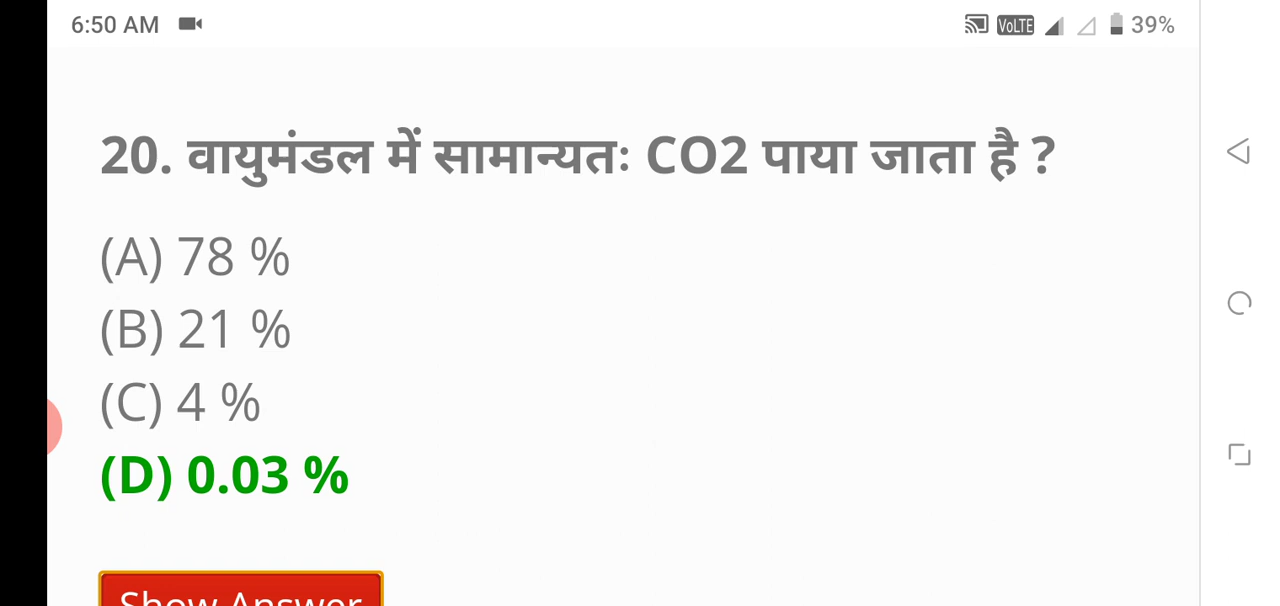 6:50 AM VoLTE 39%
20. वायुमंडल में सामान्यतः CO2 पाया जाता है ?
(A) 78 %
(B) 21 %
(C) 4 %
(D) 0.03 %
Show Answer